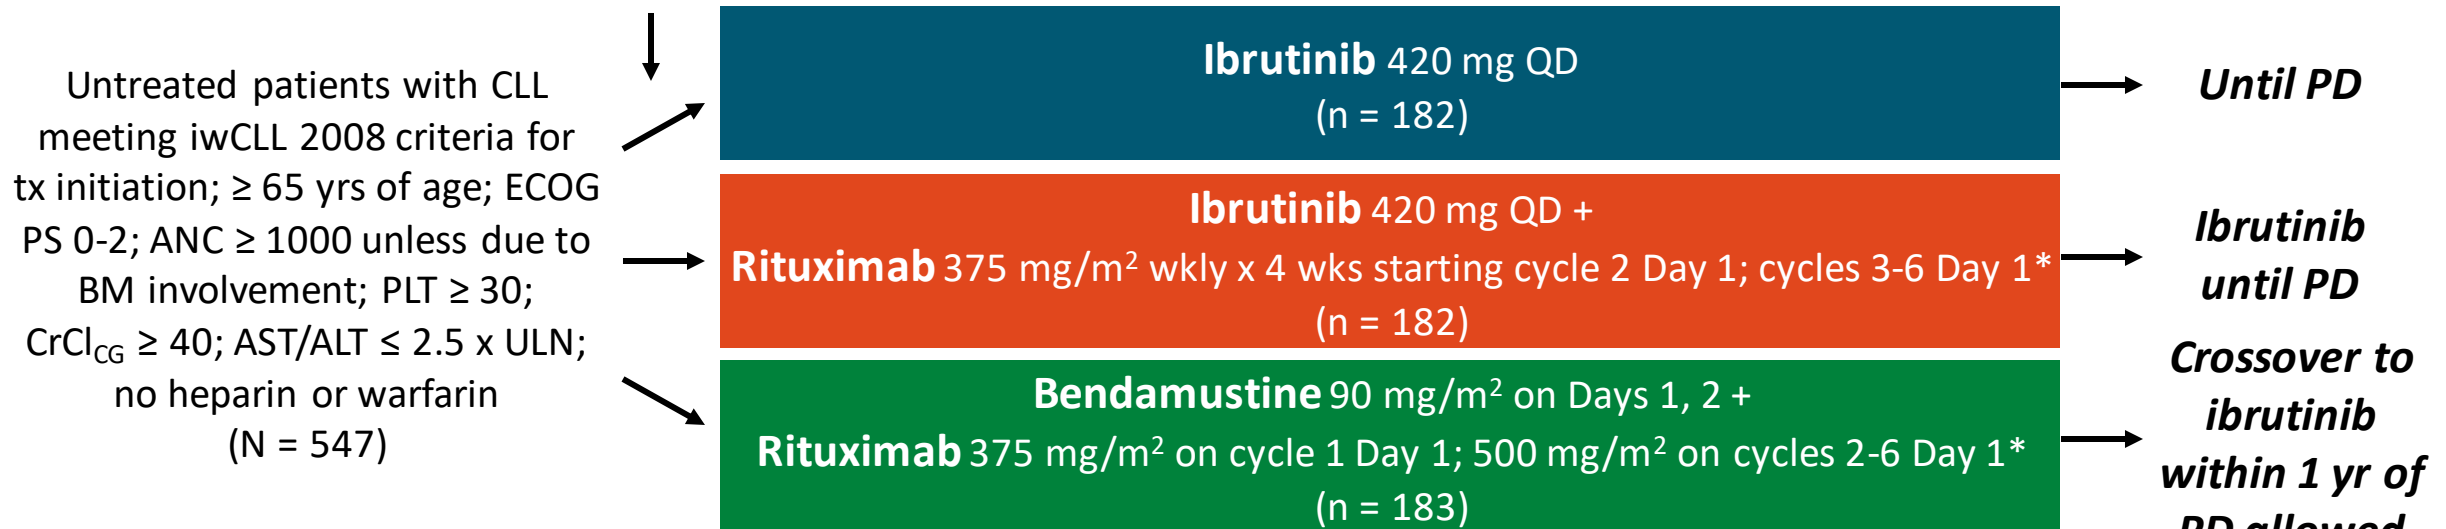 Untreated patients with CLL
meeting iwCLL 2008 criteria for
tx initiation; ≥ 65 yrs of age; ECOG
PS 0-2; ANC ≥ 1000 unless due to
BM involvement; PLT ≥ 30;
CrCl_CG ≥ 40; AST/ALT ≤ 2.5 x ULN;
no heparin or warfarin
(N = 547)
Ibrutinib 420 mg QD
(n = 182)
Until PD
Ibrutinib 420 mg QD +
Rituximab 375 mg/m² wkly x 4 wks starting cycle 2 Day 1; cycles 3-6 Day 1*
(n = 182)
Ibrutinib
until PD
Bendamustine 90 mg/m² on Days 1, 2 +
Rituximab 375 mg/m² on cycle 1 Day 1; 500 mg/m² on cycles 2-6 Day 1*
(n = 183)
Crossover to
ibrutinib
within 1 yr of
PD allowed